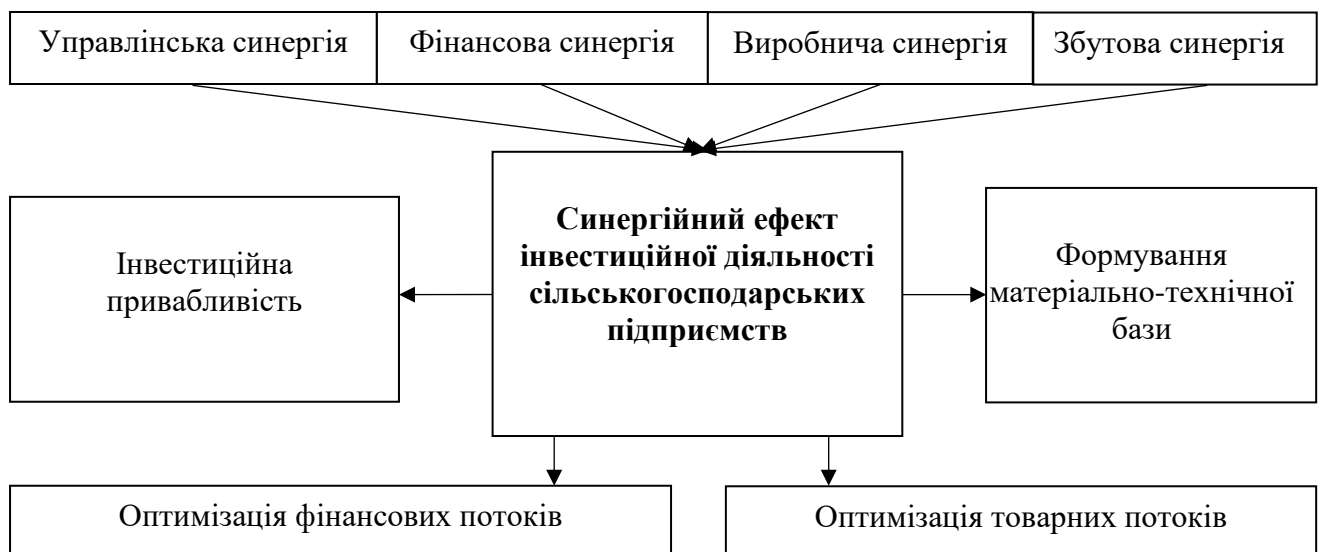 Управлінська синергія
Фінансова синергія
Виробнича синергія
Збутова синергія
Синергійний ефект
інвестиційної діяльності
сільськогосподарських
підприємств
Інвестиційна
привабливість
Формування
матеріально-технічної
бази
Оптимізація фінансових потоків
Оптимізація товарних потоків